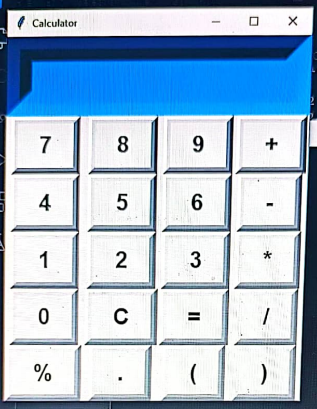 Calculator
7 8 9 +
4 5 6 -
1 2 3 *
0 C = /
% . ( )